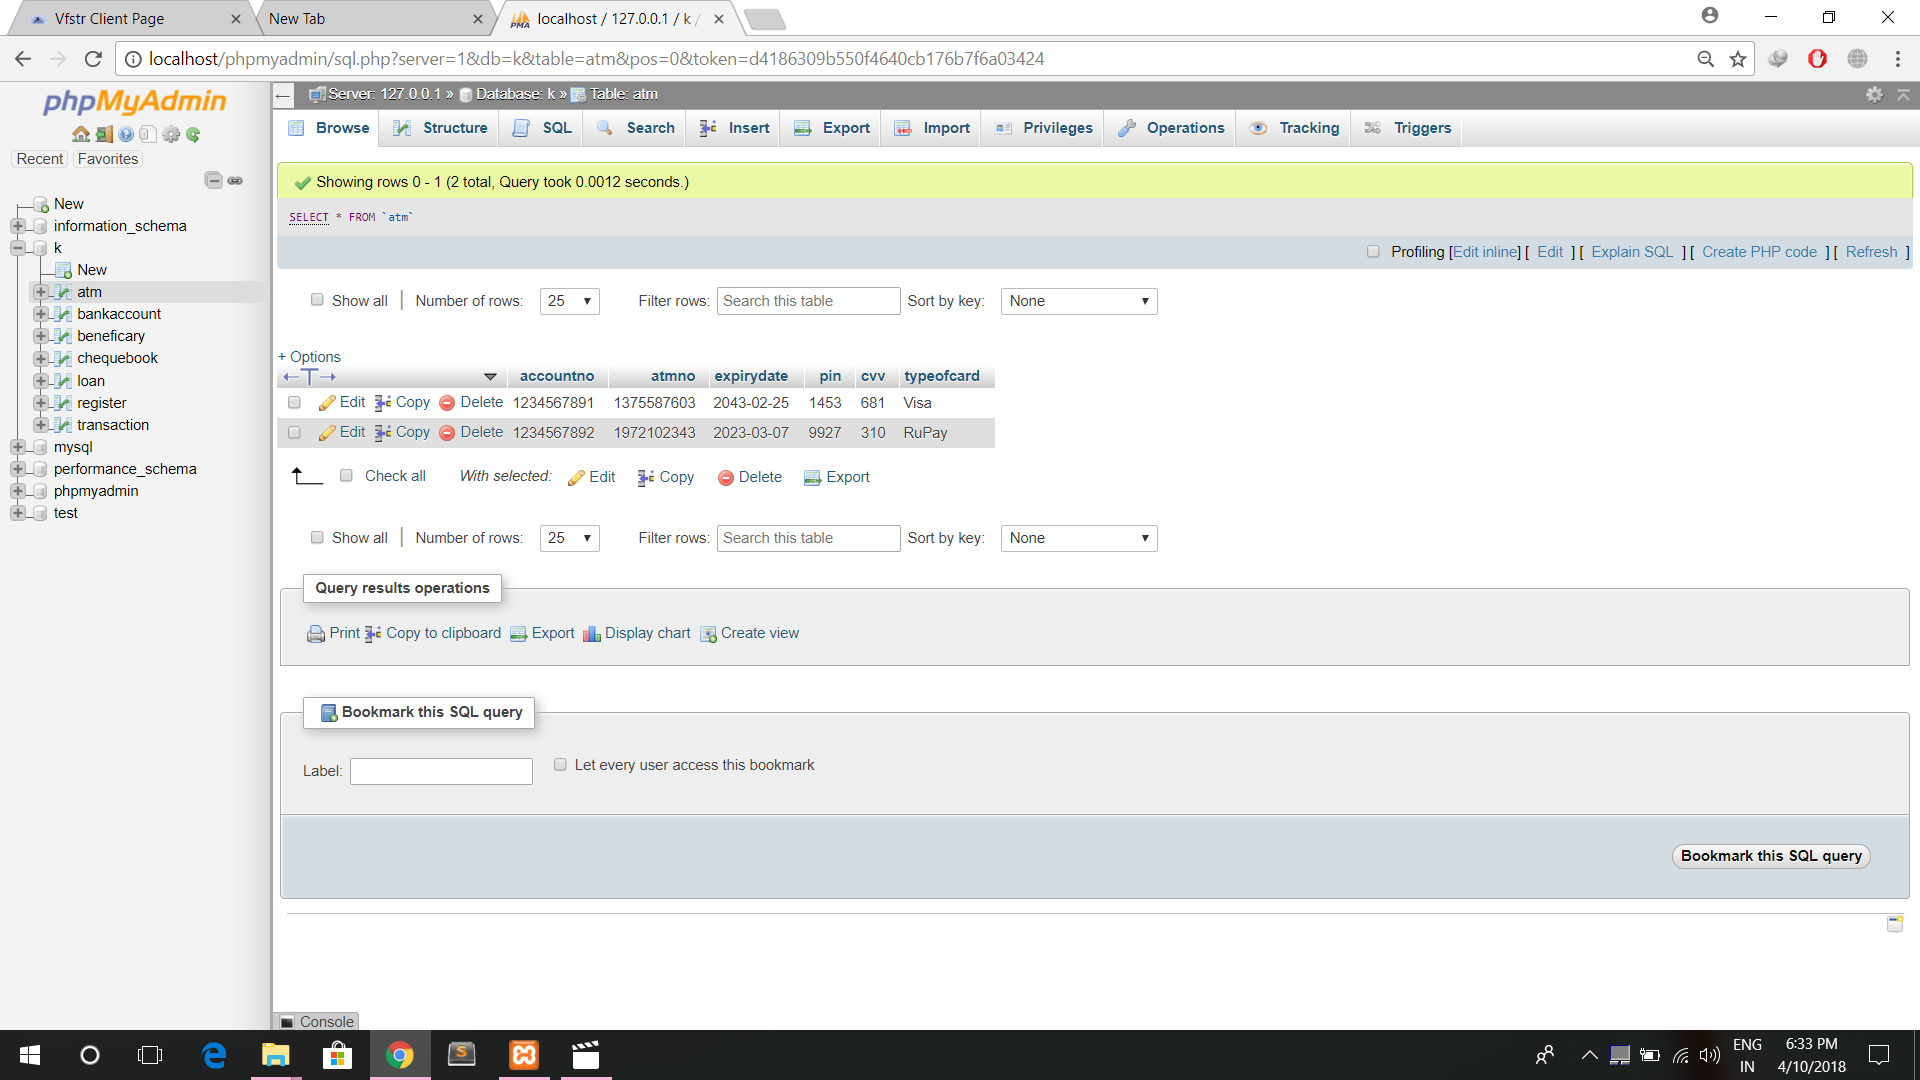 Vfstr Client Page
New Tab
localhost / 127.0.0.1 / k /
localhost/phpmyadmin/sql.php?server=1&db=k&table=atm&pos=0&token=d4186309b550f4640cb176b7f6a03424
phpMyAdmin
Recent Favorites
New
information_schema
k
New
atm
bankaccount
beneficary
chequebook
loan
register
transaction
mysql
performance_schema
phpmyadmin
test
Server: 127.0.0.1 » Database: k » Table: atm
Browse Structure SQL Search Insert Export Import Privileges Operations Tracking Triggers
Showing rows 0 - 1 (2 total, Query took 0.0012 seconds.)
SELECT * FROM `atm`
Profiling [Edit inline] [ Edit ] [ Explain SQL ] [ Create PHP code ] [ Refresh ]
Show all | Number of rows: 25 Filter rows: Search this table Sort by key: None
+ Options
←T→ accountno atmno expirydate pin cvv typeofcard
Edit Copy Delete 1234567891 1375587603 2043-02-25 1453 681 Visa
Edit Copy Delete 1234567892 1972102343 2023-03-07 9927 310 RuPay
Check all With selected: Edit Copy Delete Export
Show all | Number of rows: 25 Filter rows: Search this table Sort by key: None
Query results operations
Print Copy to clipboard Export Display chart Create view
Bookmark this SQL query
Label: Let every user access this bookmark
Bookmark this SQL query
Console
ENG 6:33 PM
IN 4/10/2018